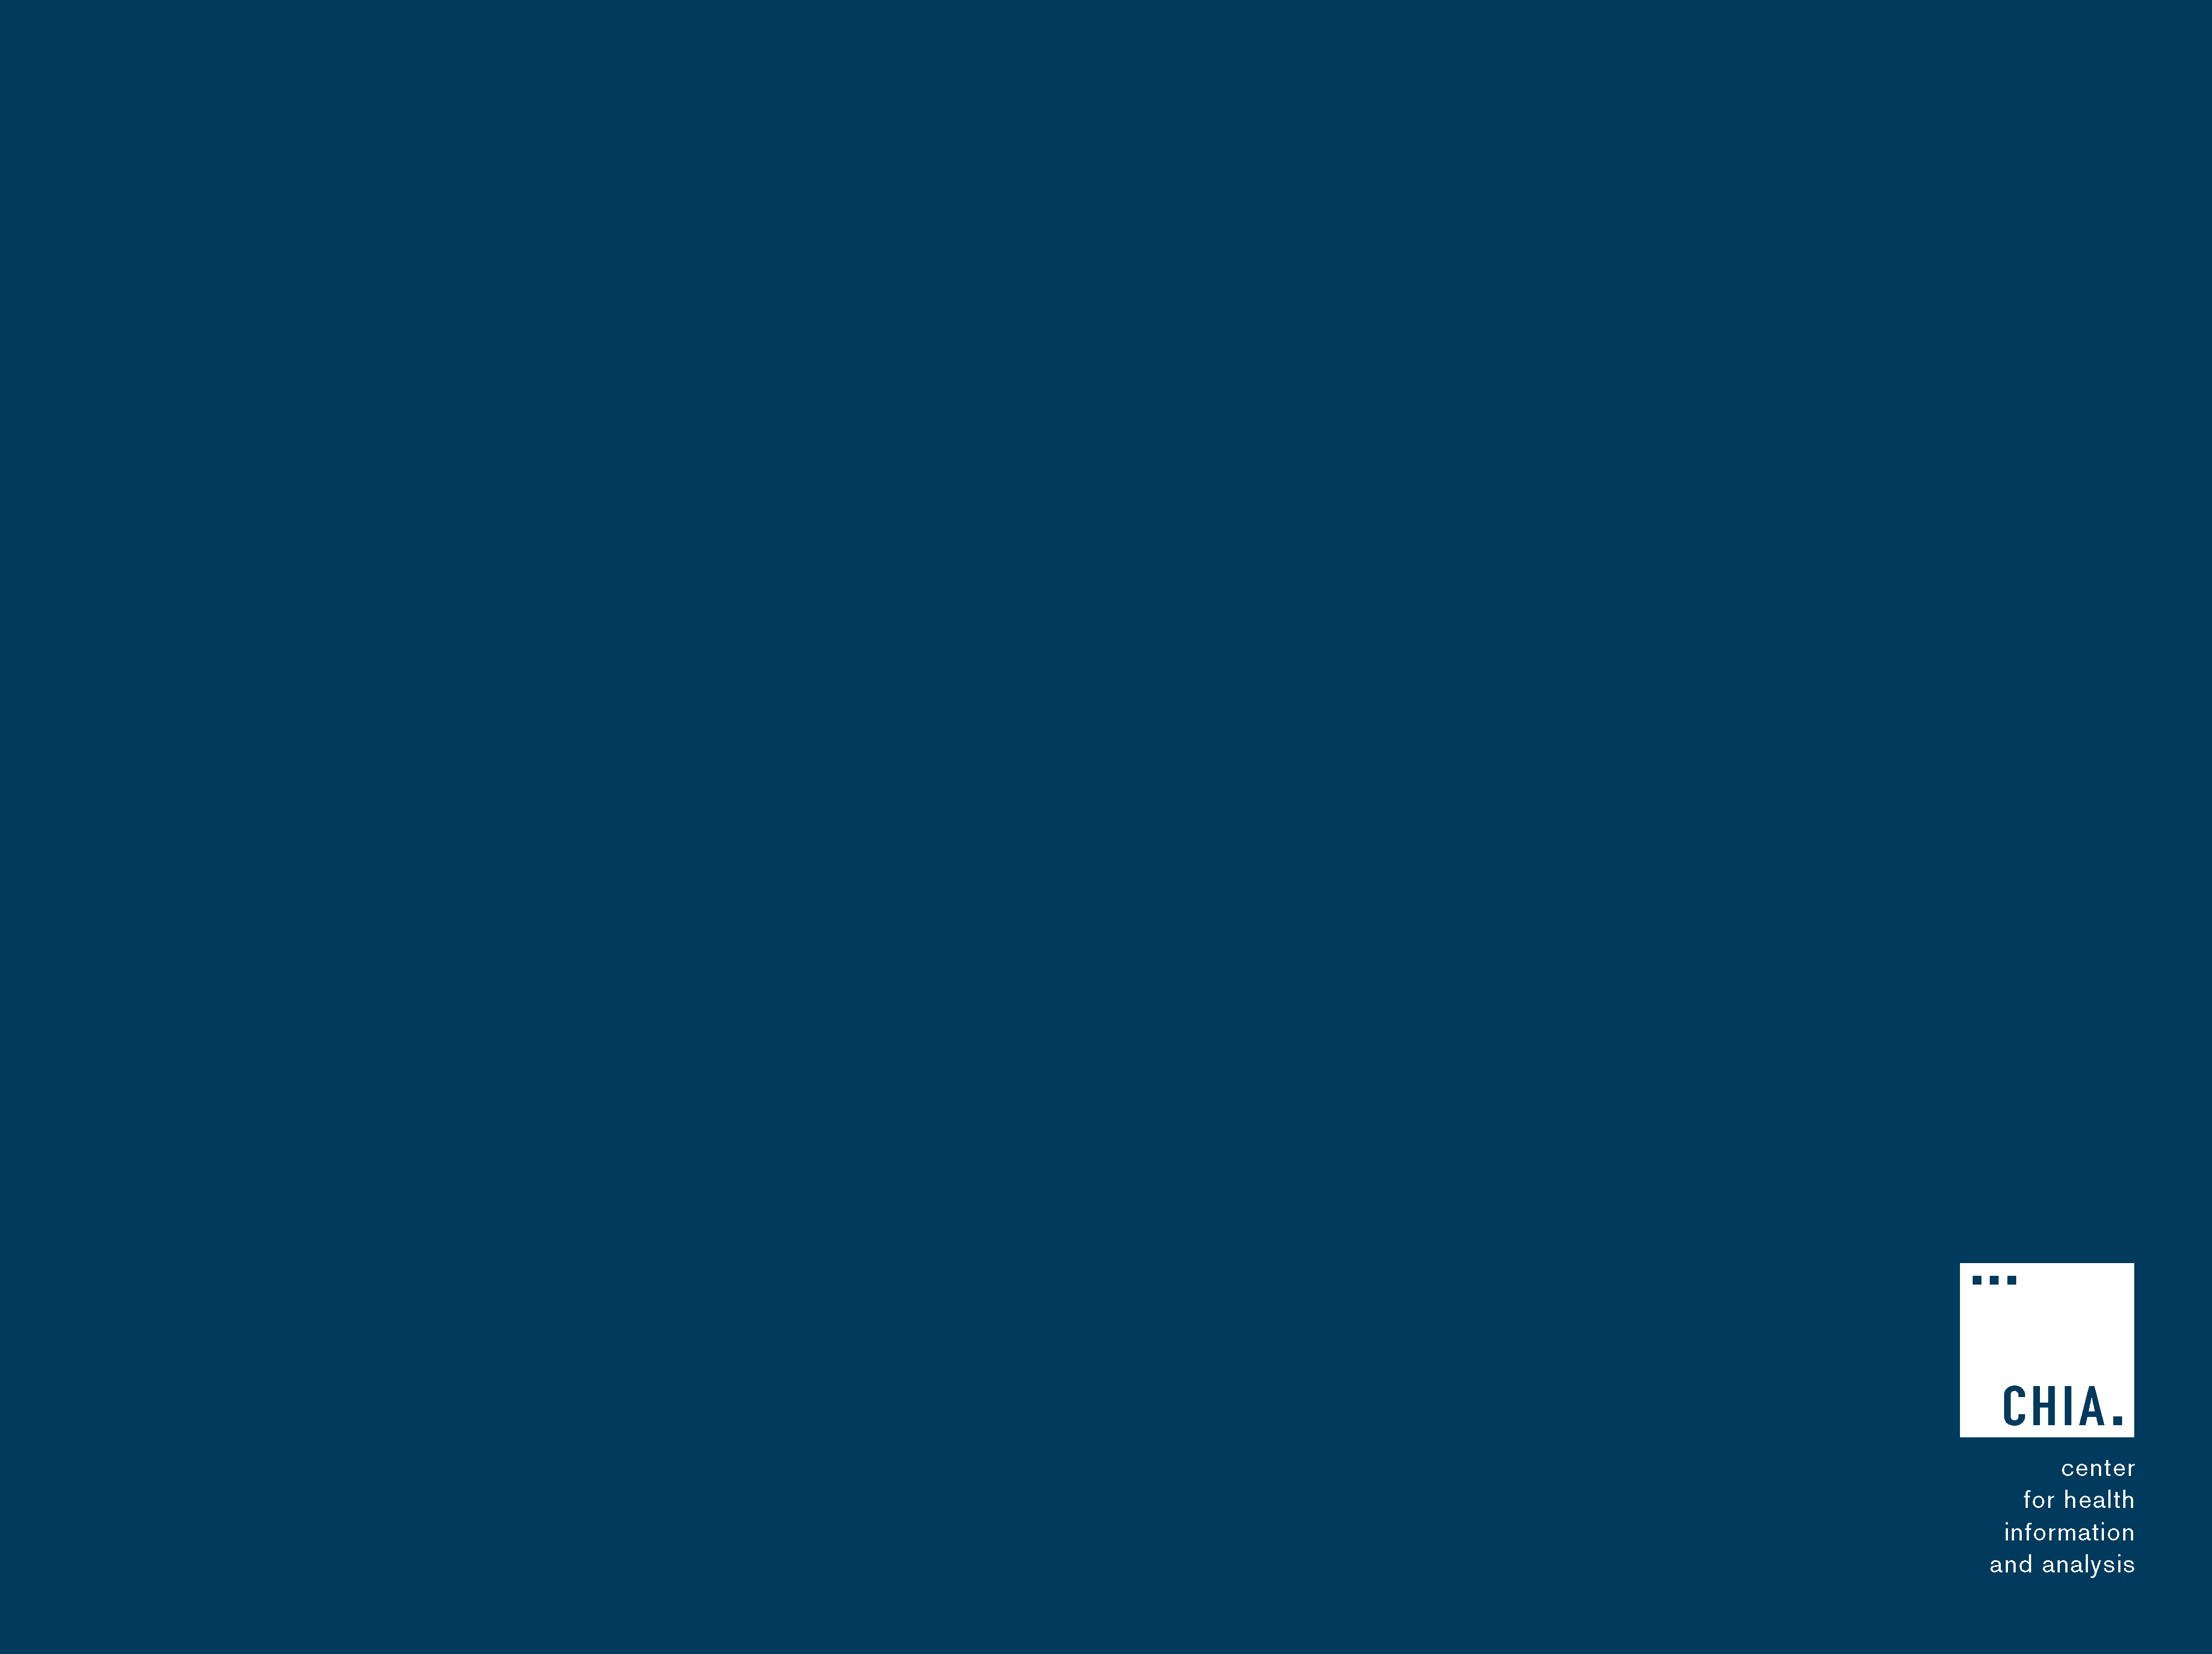 CHIA.
center
for health
information
and analysis